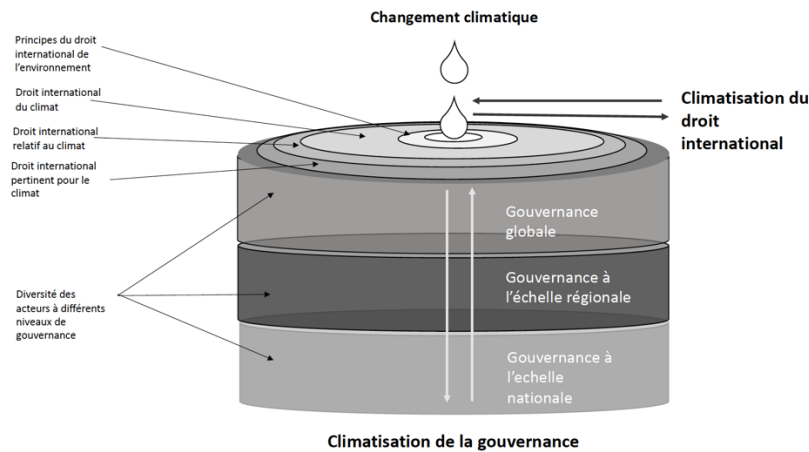 Changement climatique
Principes du droit
international de
l'environnement
Droit international
du climat
Droit international
relatif au climat
Droit international
pertinent pour le
climat
Climatisation du
droit
international
Gouvernance
globale
Gouvernance à
l'échelle régionale
Diversité des
acteurs à différents
niveaux de
gouvernance
Gouvernance à
l'echelle
nationale
Climatisation de la gouvernance